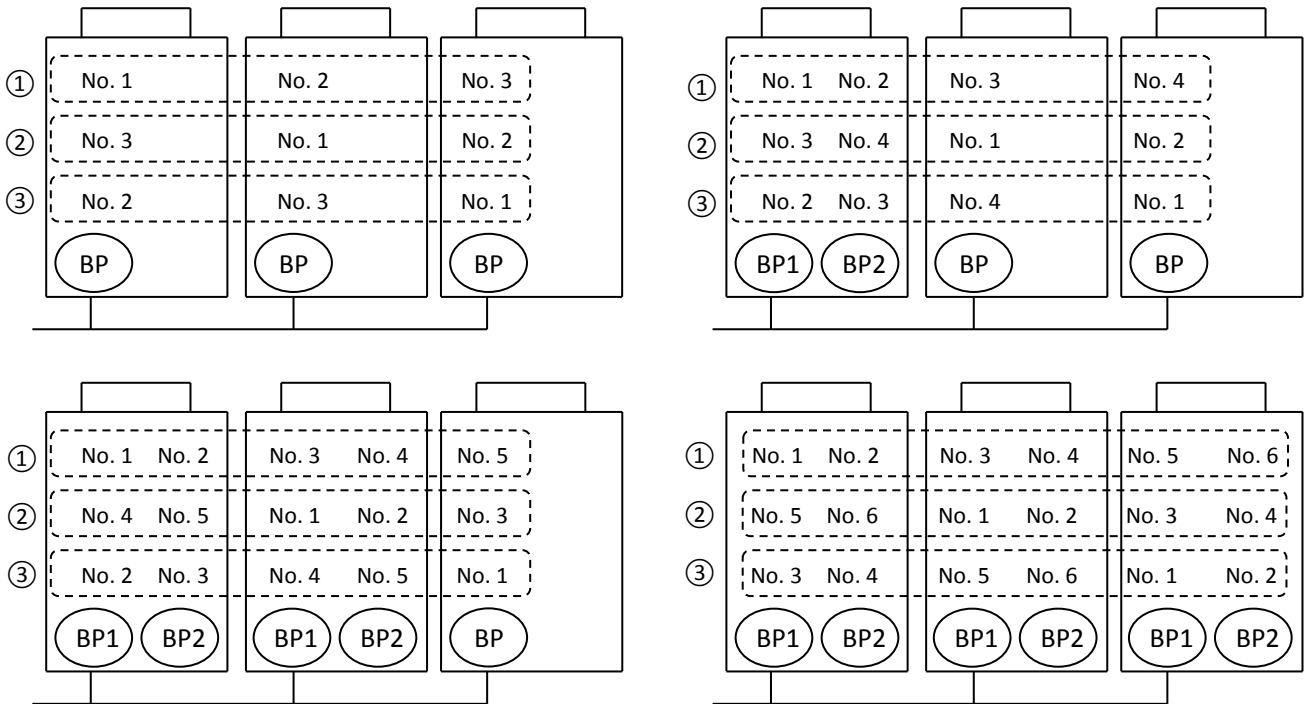 ① No. 1 No. 2 No. 3
② No. 3 No. 1 No. 2
③ No. 2 No. 3 No. 1
BP BP BP
① No. 1 No. 2 No. 3 No. 4
② No. 3 No. 4 No. 1 No. 2
③ No. 2 No. 3 No. 4 No. 1
BP1 BP2 BP BP
① No. 1 No. 2 No. 3 No. 4 No. 5
② No. 4 No. 5 No. 1 No. 2 No. 3
③ No. 2 No. 3 No. 4 No. 5 No. 1
BP1 BP2 BP1 BP2 BP
① No. 1 No. 2 No. 3 No. 4 No. 5 No. 6
② No. 5 No. 6 No. 1 No. 2 No. 3 No. 4
③ No. 3 No. 4 No. 5 No. 6 No. 1 No. 2
BP1 BP2 BP1 BP2 BP1 BP2